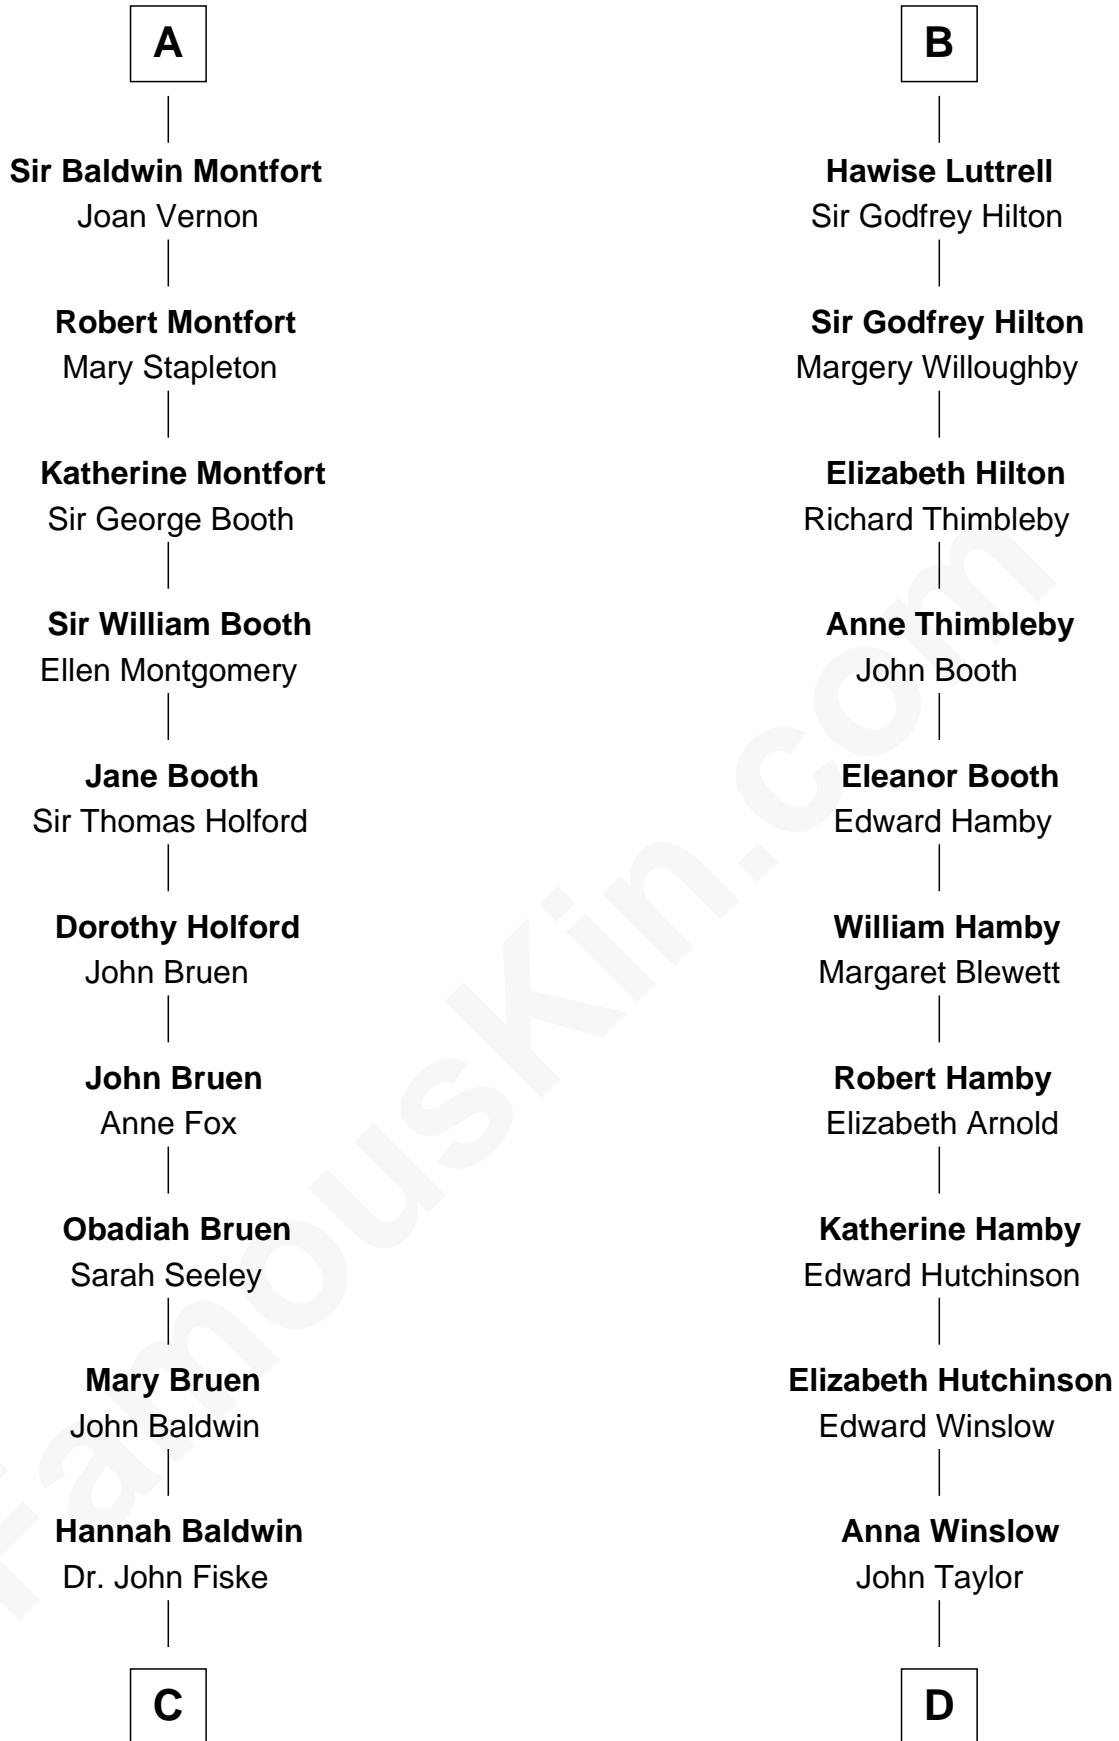 A
Sir Baldwin Montfort
Joan Vernon
Robert Montfort
Mary Stapleton
Katherine Montfort
Sir George Booth
Sir William Booth
Ellen Montgomery
Jane Booth
Sir Thomas Holford
Dorothy Holford
John Bruen
John Bruen
Anne Fox
Obadiah Bruen
Sarah Seeley
Mary Bruen
John Baldwin
Hannah Baldwin
Dr. John Fiske
C
B
Hawise Luttrell
Sir Godfrey Hilton
Sir Godfrey Hilton
Margery Willoughby
Elizabeth Hilton
Richard Thimbleby
Anne Thimbleby
John Booth
Eleanor Booth
Edward Hamby
William Hamby
Margaret Blewett
Robert Hamby
Elizabeth Arnold
Katherine Hamby
Edward Hutchinson
Elizabeth Hutchinson
Edward Winslow
Anna Winslow
John Taylor
D
FamousKin.com